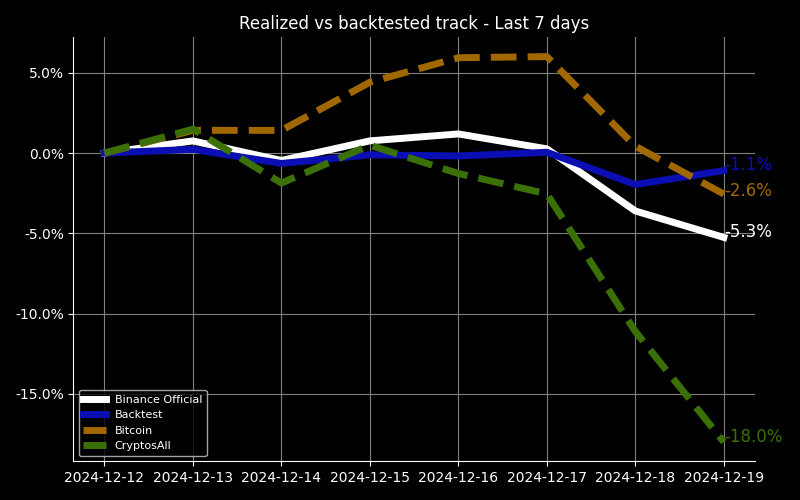 Realized vs backtested track - Last 7 days
5.0%
0.0%
-5.0%
-10.0%
-15.0%
-1.1%
-2.6%
-5.3%
-18.0%
Binance Official
Backtest
Bitcoin
CryptosAll
2024-12-12 2024-12-13 2024-12-14 2024-12-15 2024-12-16 2024-12-17 2024-12-18 2024-12-19